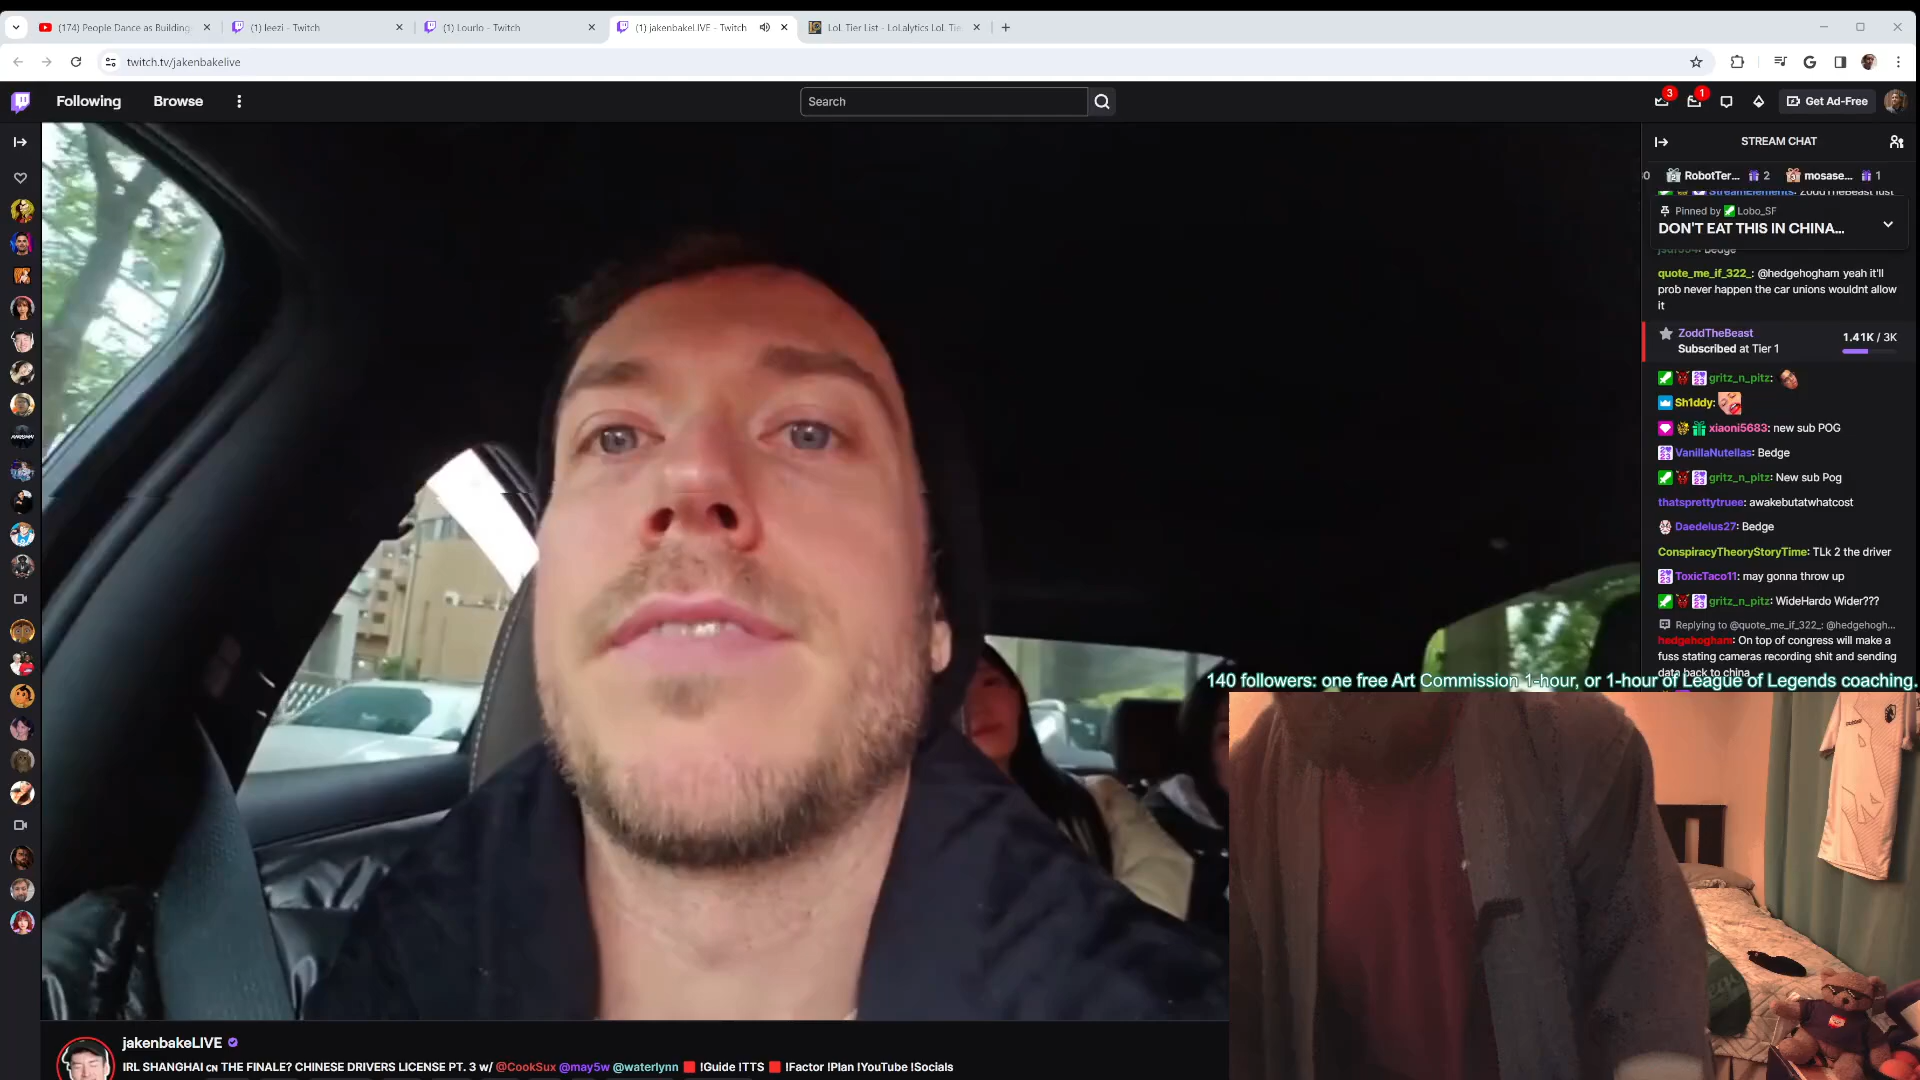 (174) People Dance as Building
(1) leezi - Twitch
(1) Lourlo - Twitch
(1) jakenbakeLIVE - Twitch
LoL Tier List - LoLalytics LoL Tie
twitch.tv/jakenbakelive
Following
Browse
Search
3
1
Get Ad-Free
STREAM CHAT
RobotTer... 2
mosase... 1
StreamElements: ZoddTheBeast just
Pinned by Lobo_SF
DON'T EAT THIS IN CHINA...
quote_me_if_322_: @hedgehogham yeah it'll
prob never happen the car unions wouldnt allow
it
ZoddTheBeast
Subscribed at Tier 1
1.41K / 3K
gritz_n_pitz:
Sh1ddy:
xiaoni5683: new sub POG
VanillaNutellas: Bedge
gritz_n_pitz: New sub Pog
thatsprettytruee: awakebutatwhatcost
Daedelus27: Bedge
ConspiracyTheoryStoryTime: TLk 2 the driver
ToxicTaco11: may gonna throw up
gritz_n_pitz: WideHardo Wider???
Replying to @quote_me_if_322_: @hedgehogh...
hedgehogham: On top of congress will make a
fuss stating cameras recording shit and sending
data back to china
140 followers: one free Art Commission 1-hour, or 1-hour of League of Legends coaching.
jakenbakeLIVE
IRL SHANGHAI CN THE FINALE? CHINESE DRIVERS LICENSE PT. 3 w/ @CookSux @may5w @waterlynn 🟥 !Guide !TTS 🟥 !Factor !Plan !YouTube !Socials